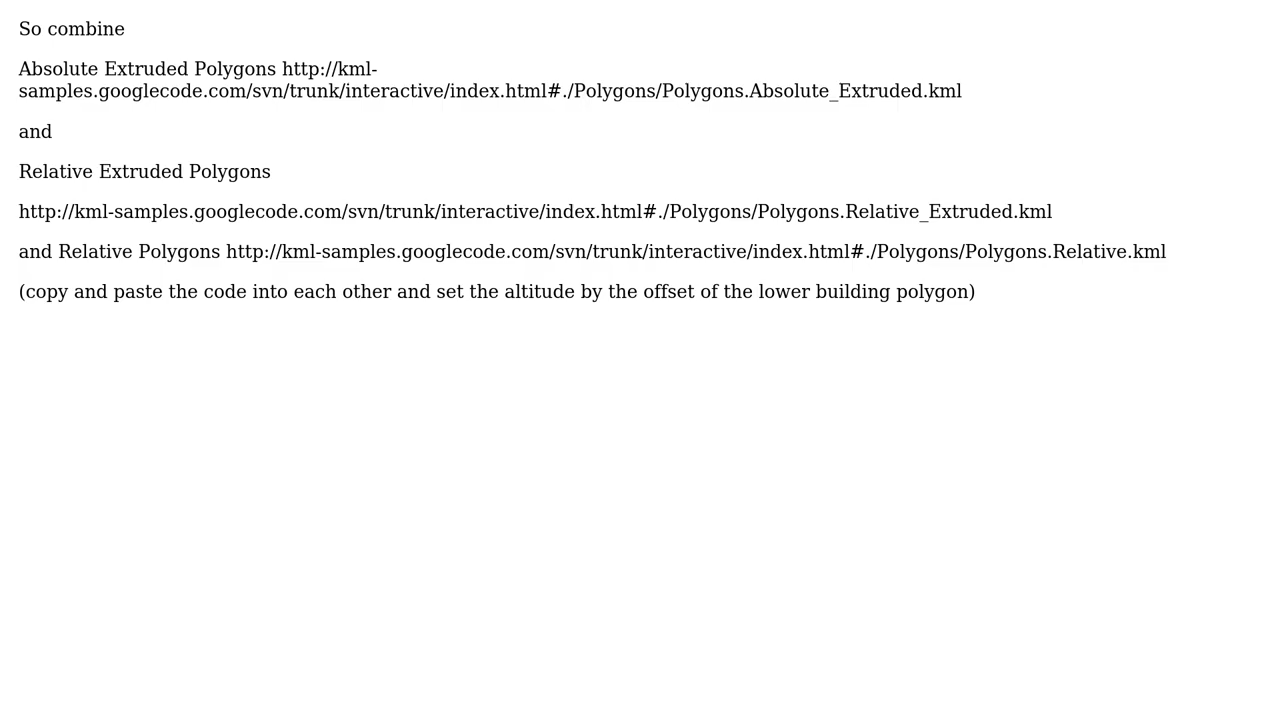 So combine
Absolute Extruded Polygons http://kml-
samples.googlecode.com/svn/trunk/interactive/index.html#./Polygons/Polygons.Absolute_Extruded.kml
and
Relative Extruded Polygons
http://kml-samples.googlecode.com/svn/trunk/interactive/index.html#./Polygons/Polygons.Relative_Extruded.kml
and Relative Polygons http://kml-samples.googlecode.com/svn/trunk/interactive/index.html#./Polygons/Polygons.Relative.kml
(copy and paste the code into each other and set the altitude by the offset of the lower building polygon)